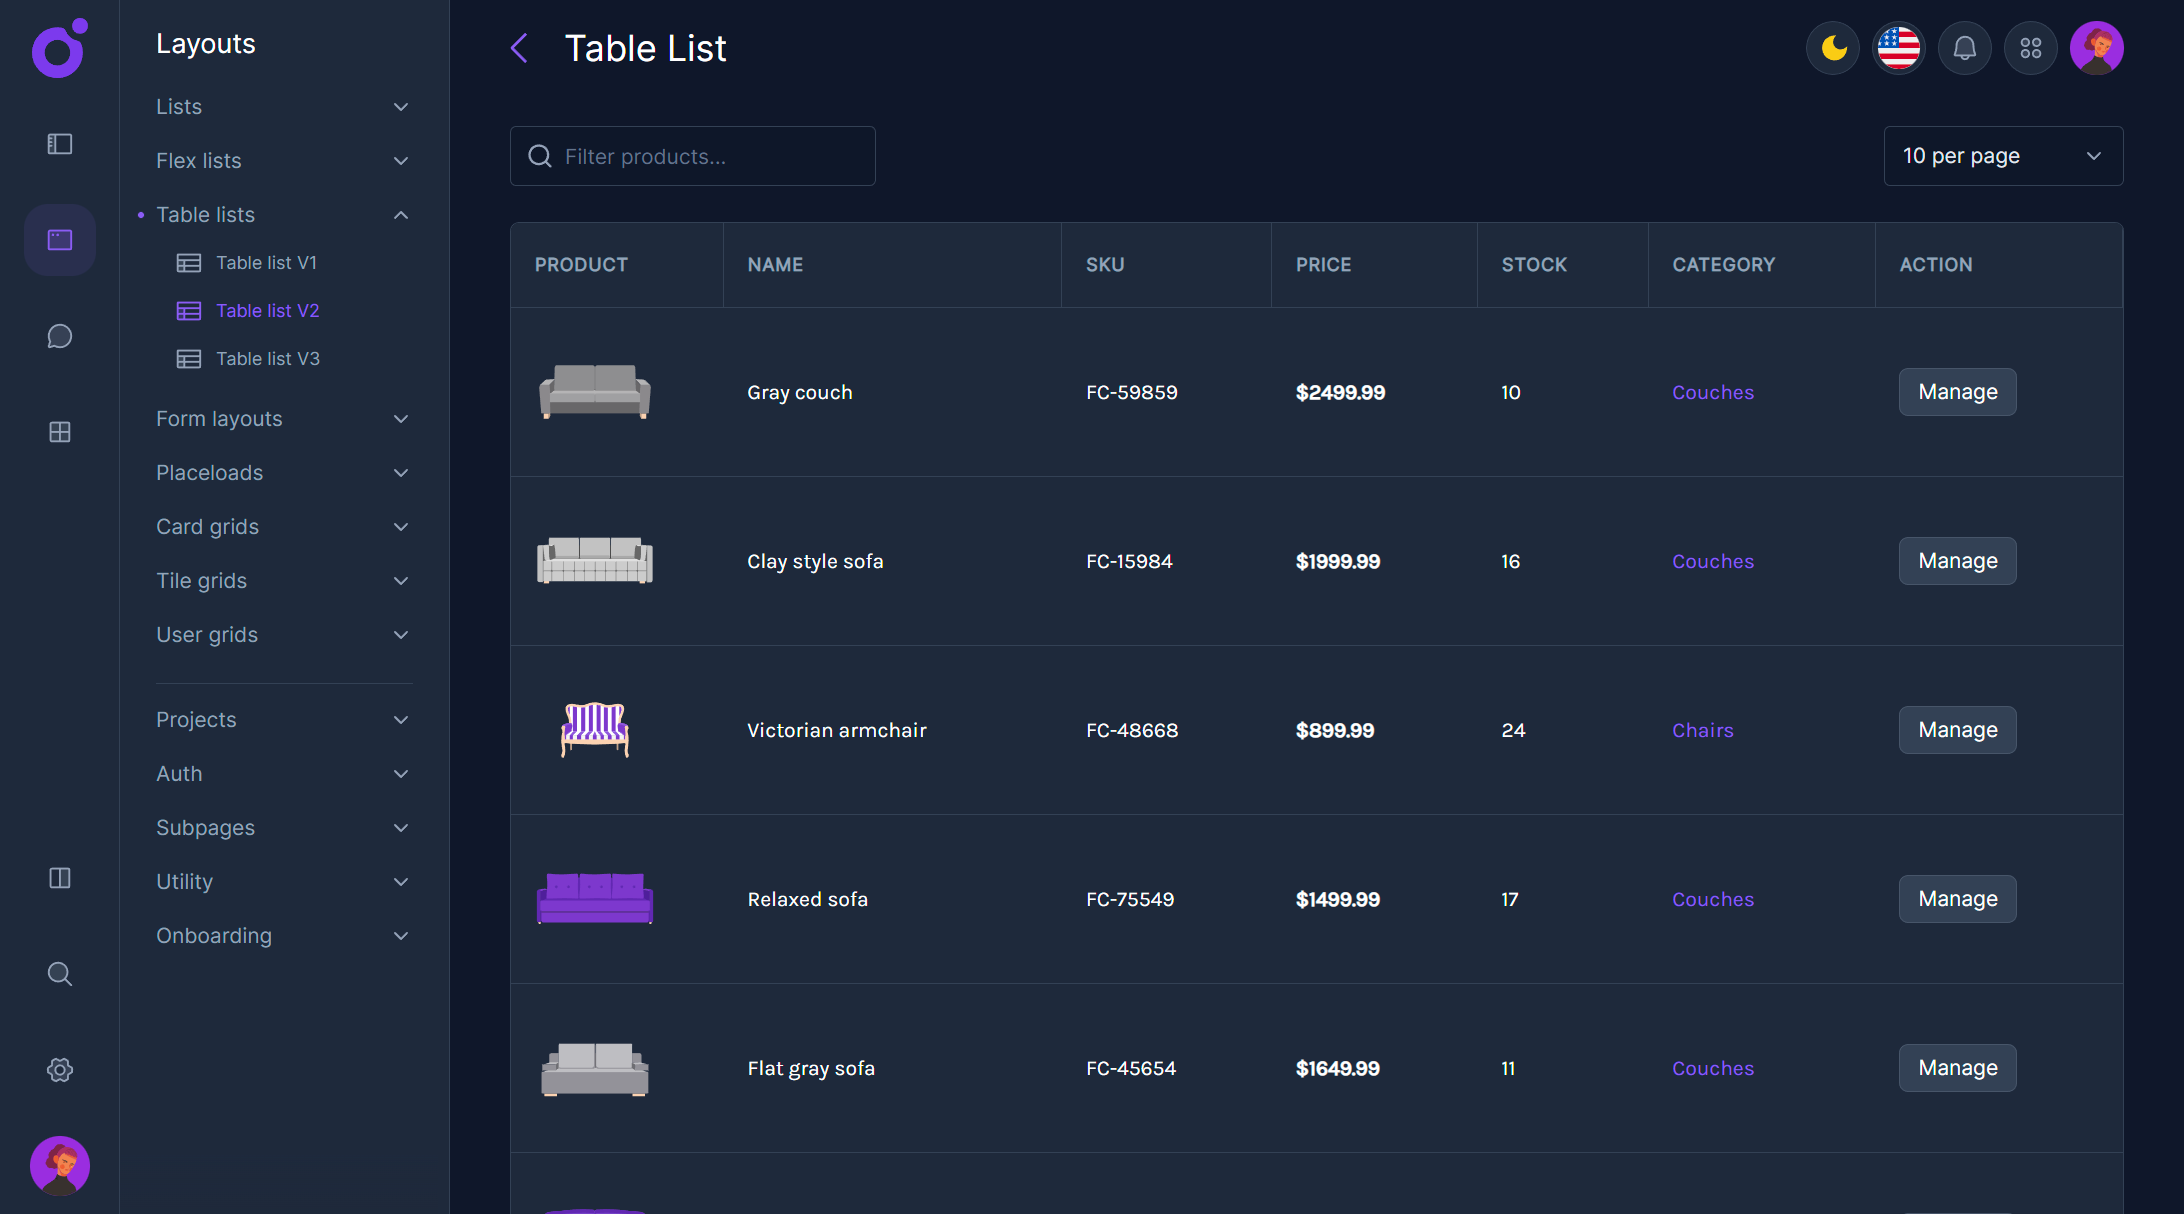 Layouts
Lists
Flex lists
Table lists
Table list V1
Table list V2
Table list V3
Form layouts
Placeloads
Card grids
Tile grids
User grids
Projects
Auth
Subpages
Utility
Onboarding
Table List
Filter products...
10 per page
PRODUCT NAME SKU PRICE STOCK CATEGORY ACTION
Gray couch FC-59859 $2499.99 10 Couches Manage
Clay style sofa FC-15984 $1999.99 16 Couches Manage
Victorian armchair FC-48668 $899.99 24 Chairs Manage
Relaxed sofa FC-75549 $1499.99 17 Couches Manage
Flat gray sofa FC-45654 $1649.99 11 Couches Manage